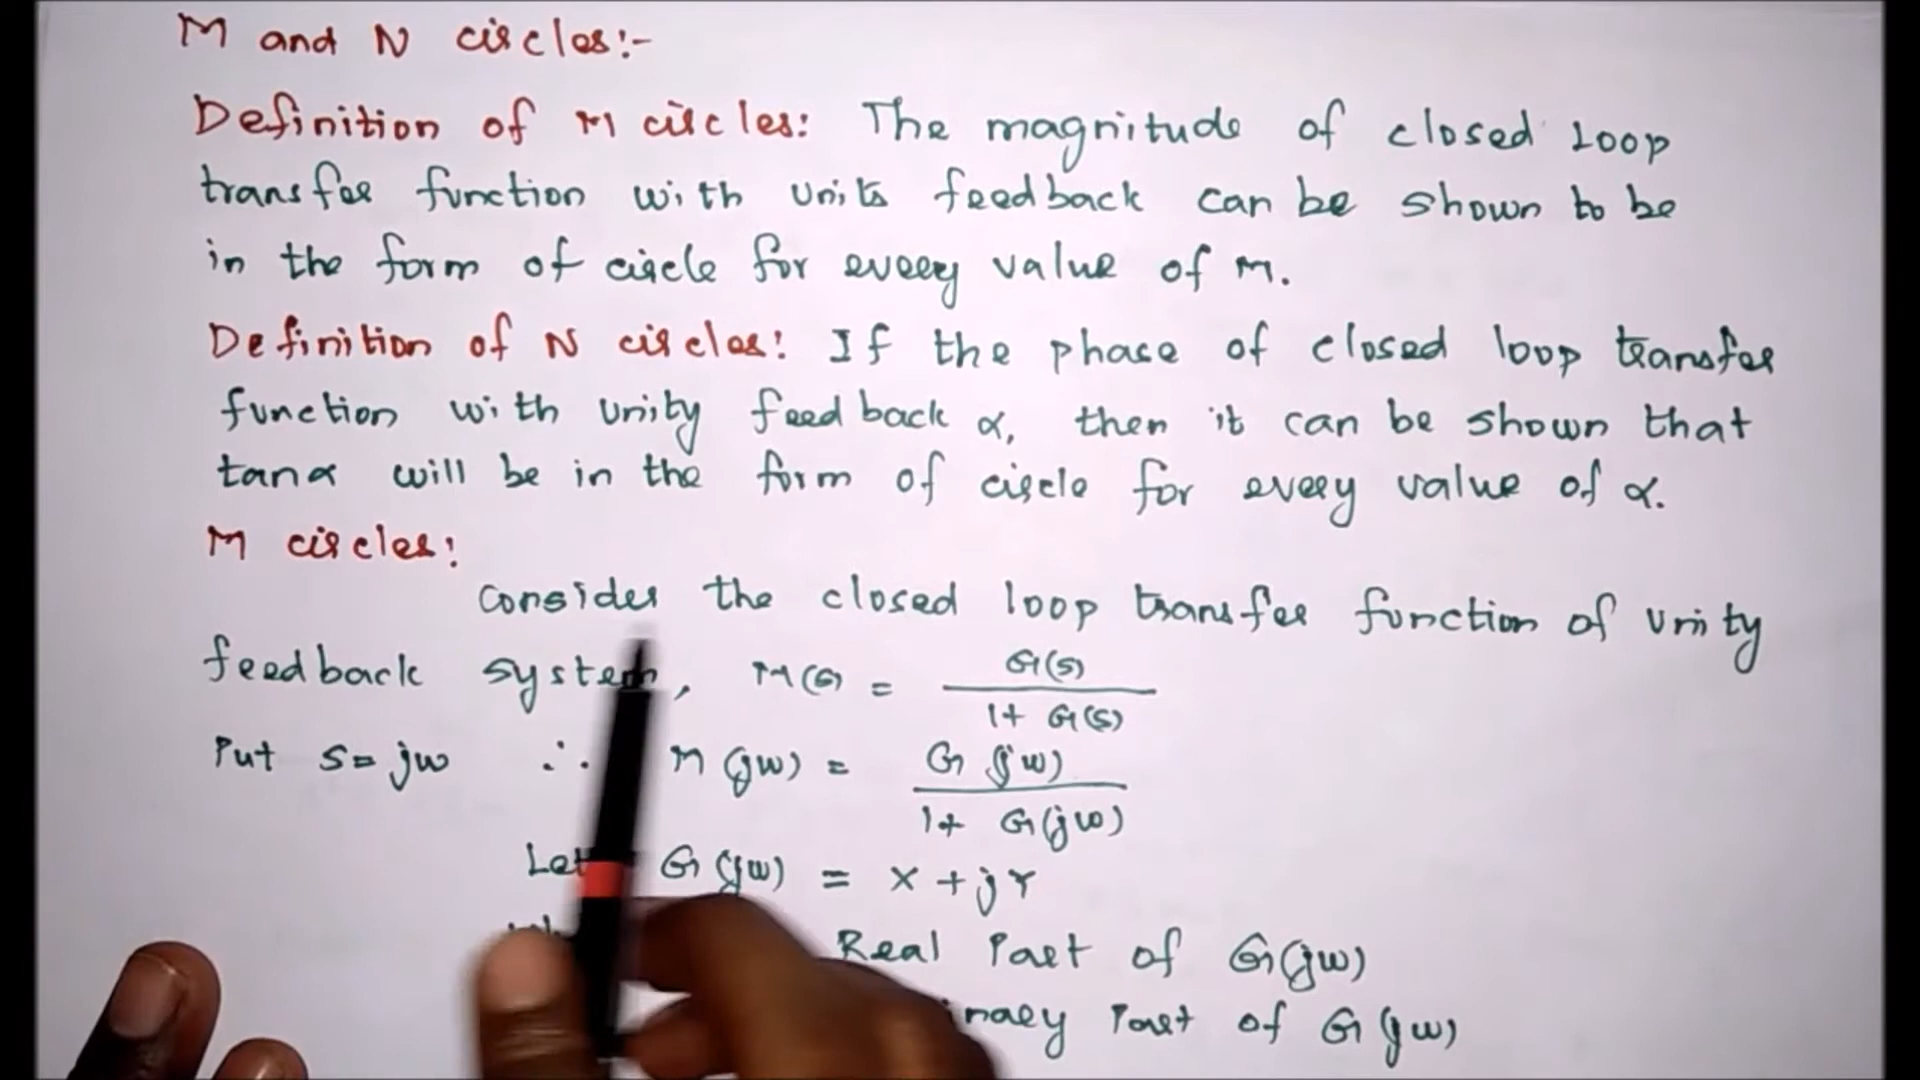 M and N circles:-
Definition of M circles: The magnitude of closed Loop
transfer function with unity feedback can be shown to be
in the form of circle for every value of M.
Definition of N circles: If the phase of closed loop transfer
function with unity feedback α, then it can be shown that
tanα will be in the form of circle for every value of α.
M circles:
Consider the closed loop transfer function of unity
feedback system, M(s) = G(s) / 1+ G(s)
Put s=jω ∴ M(jω) = G(jω) / 1+ G(jω)
Let G(jω) = X+jY
Real Part of G(jω)
Part of G(jω)